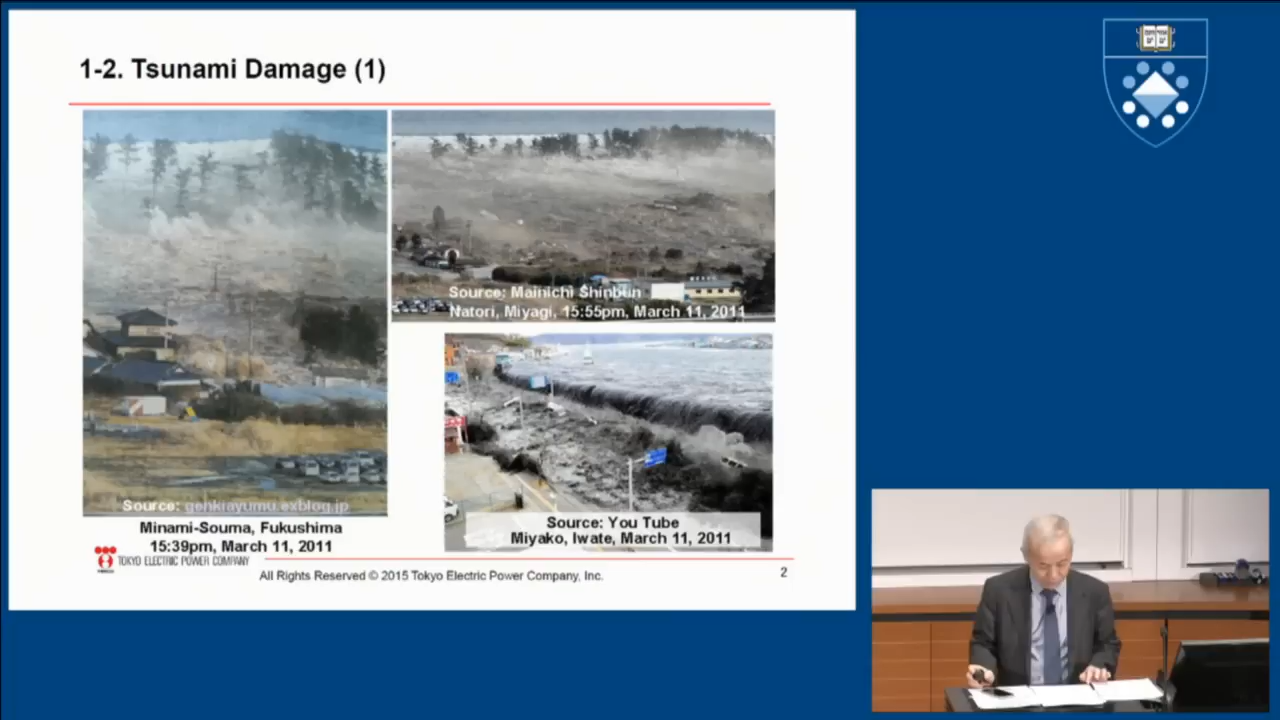 1-2. Tsunami Damage (1)
Source: genkiayumu.exblog.jp
Minami-Souma, Fukushima
15:39pm, March 11, 2011
Source: Mainichi Shinbun
Natori, Miyagi, 15:55pm, March 11, 2011
Source: You Tube
Miyako, Iwate, March 11, 2011
TOKYO ELECTRIC POWER COMPANY
All Rights Reserved © 2015 Tokyo Electric Power Company, Inc.
2